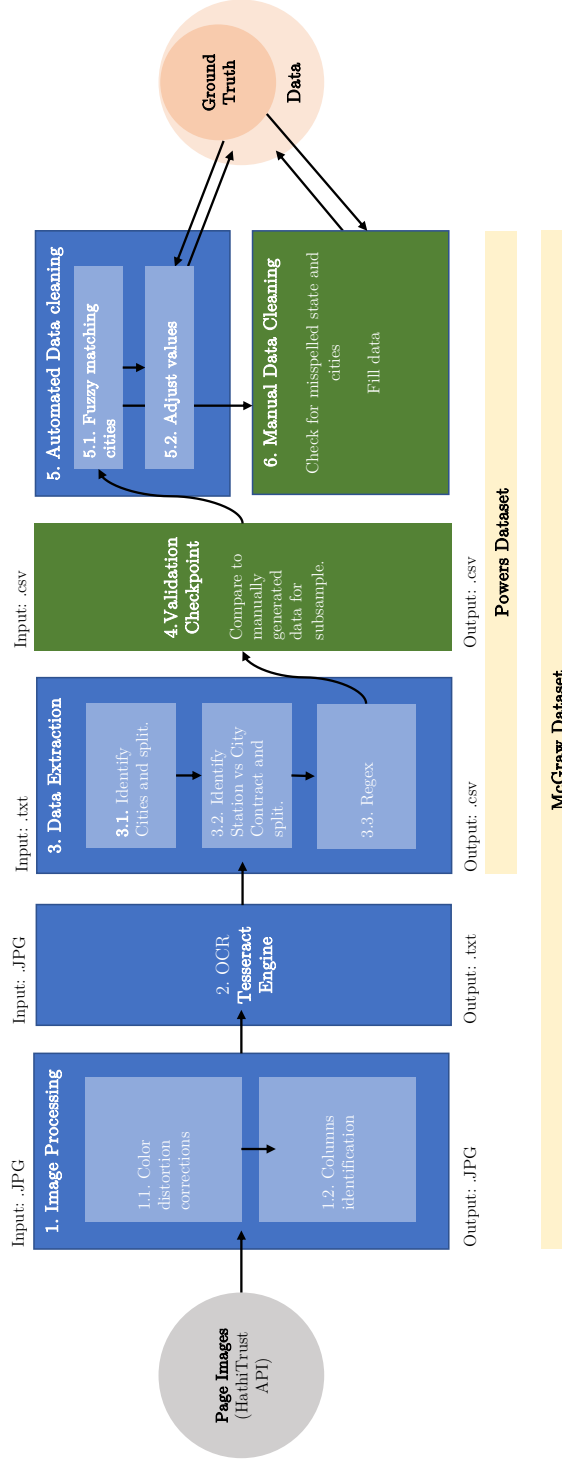 Page Images
(HathiTrust
API)
Input: .JPG
1. Image Processing
1.1. Color
distortion
corrections
1.2. Columns
identification
Output: .JPG
Input: .JPG
2. OCR
Tesseract
Engine
Output: .txt
Input: .txt
3. Data Extraction
3.1. Identify
Cities and split.
3.2. Identify
Station vs City
Contract and
split.
3.3. Regex
Output: .csv
Input: .csv
4.Validation
Checkpoint
Compare to
manually
generated
data for
subsample.
Output: .csv
5. Automated Data cleaning
5.1. Fuzzy matching
cities
5.2. Adjust values
6. Manual Data Cleaning
Check for misspelled state and
cities
Fill data
Ground
Truth
Data
Powers Dataset
McGraw Dataset